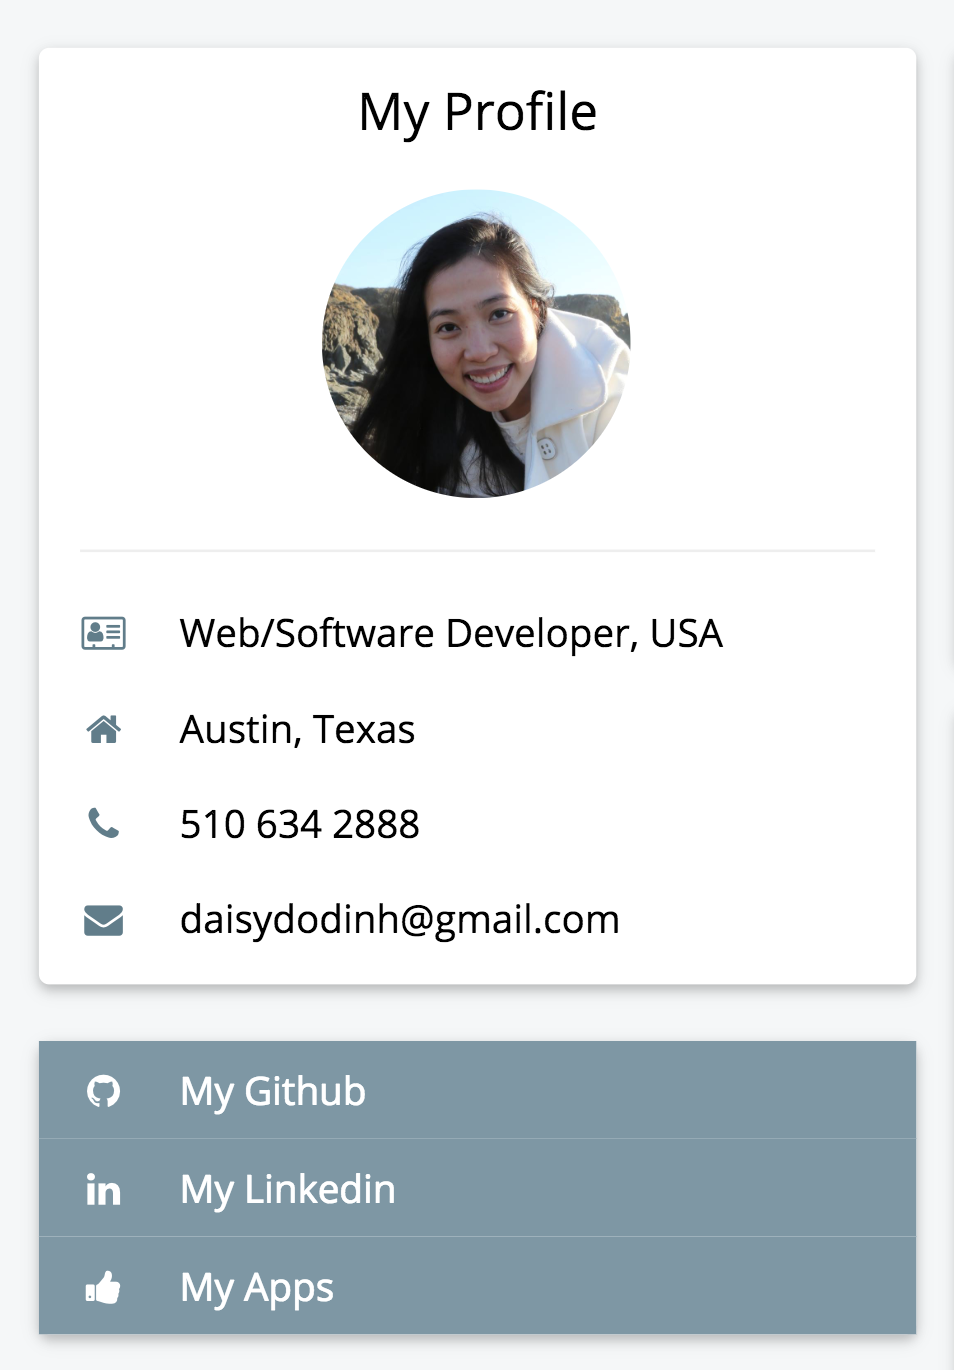 My Profile
Web/Software Developer, USA
Austin, Texas
510 634 2888
daisydodinh@gmail.com
My Github
in My Linkedin
My Apps